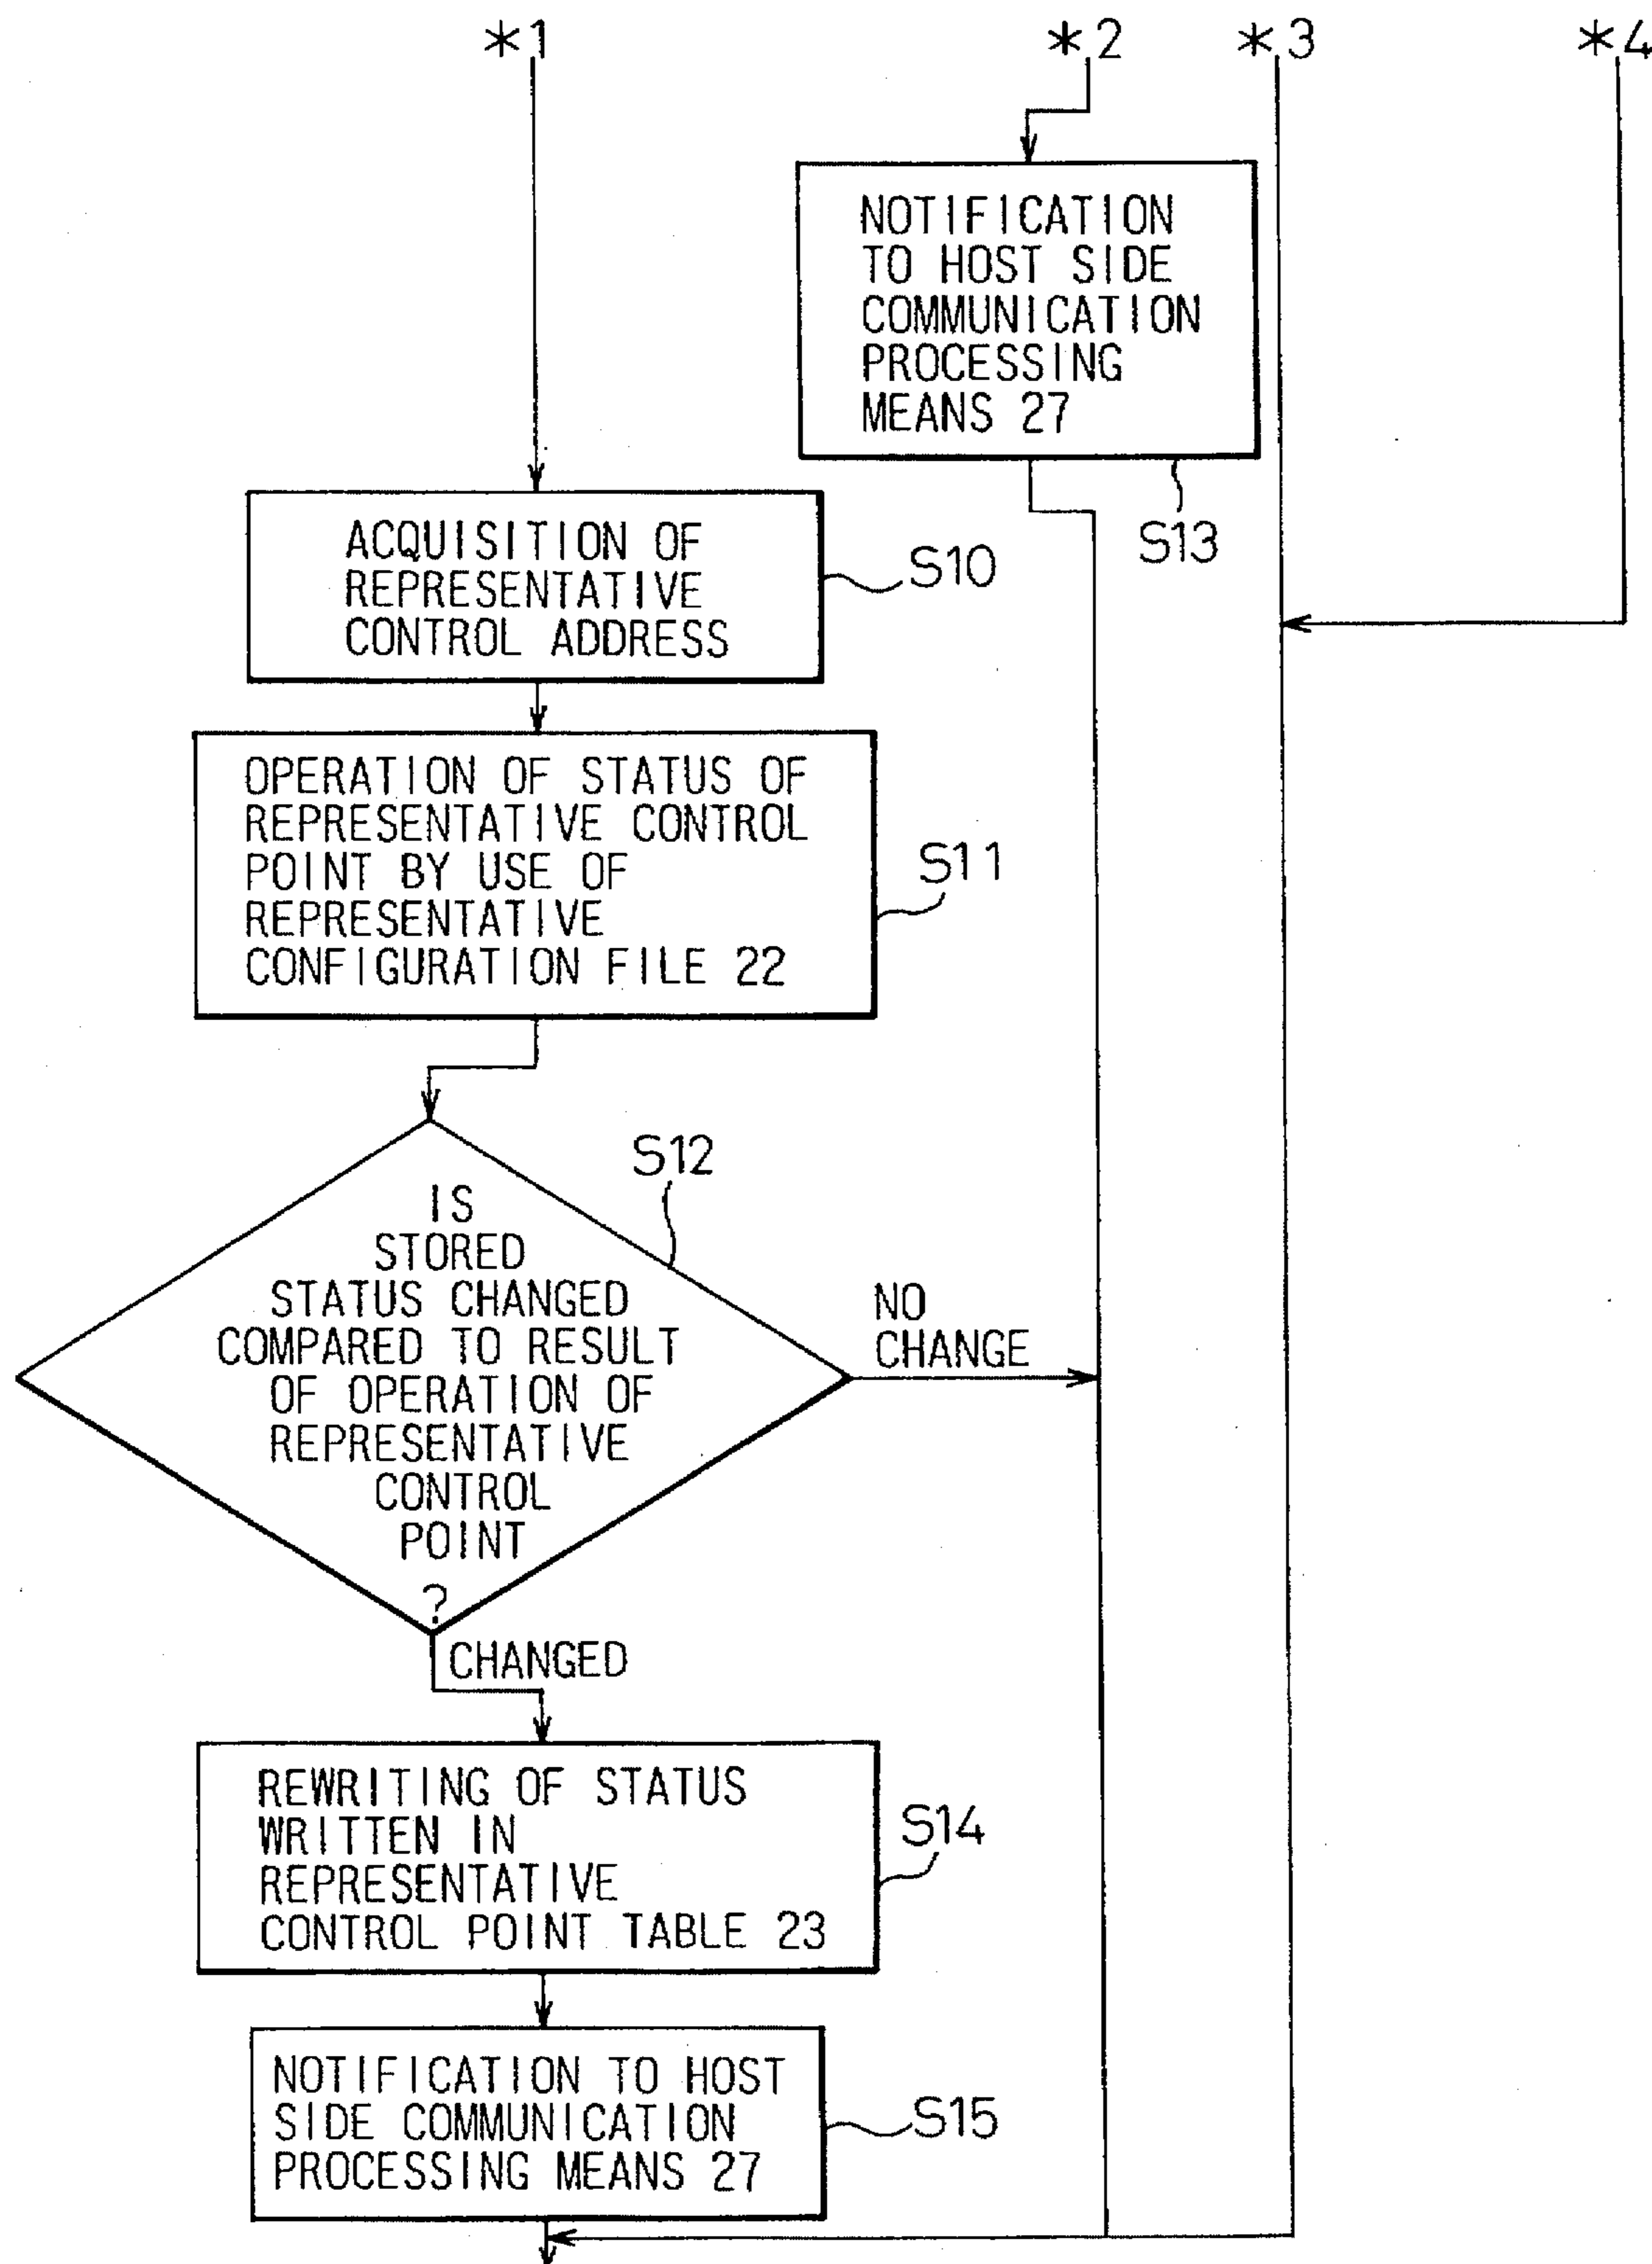 *1
*2
*3
*4
NOTIFICATION
TO HOST SIDE
COMMUNICATION
PROCESSING
MEANS 27
S13
ACQUISITION OF
REPRESENTATIVE
CONTROL ADDRESS
S10
OPERATION OF STATUS OF
REPRESENTATIVE CONTROL
POINT BY USE OF
REPRESENTATIVE
CONFIGURATION FILE 22
S11
S12
IS
STORED
STATUS CHANGED
COMPARED TO RESULT
OF OPERATION OF
REPRESENTATIVE
CONTROL
POINT
?
NO
CHANGE
CHANGED
REWRITING OF STATUS
WRITTEN IN
REPRESENTATIVE
CONTROL POINT TABLE 23
S14
NOTIFICATION TO HOST
SIDE COMMUNICATION
PROCESSING MEANS 27
S15